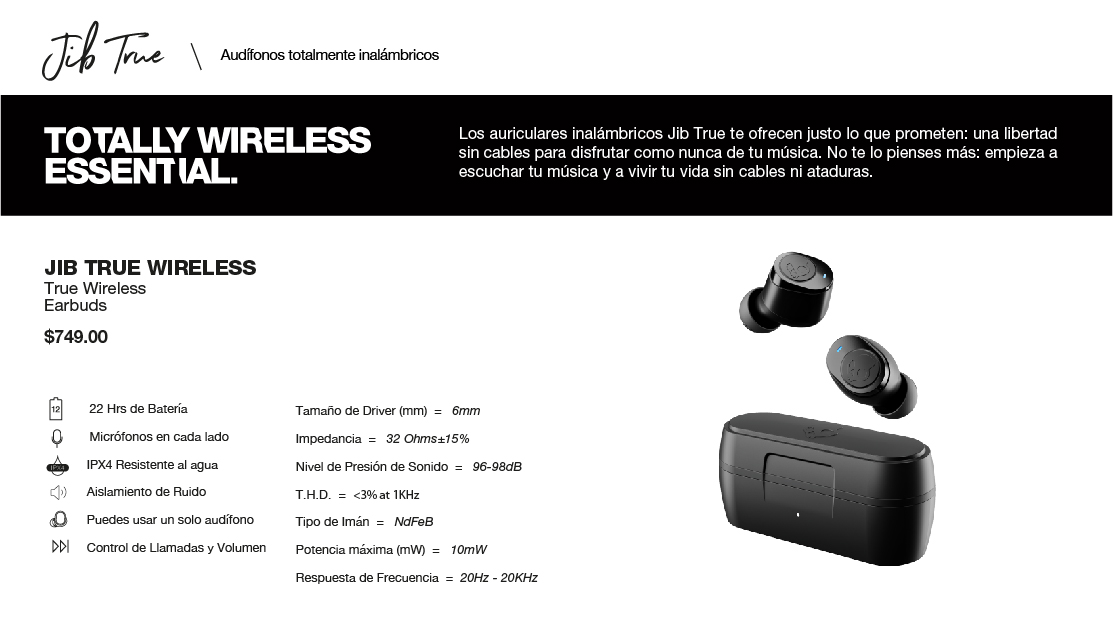 Jib True \ Audífonos totalmente inalámbricos
TOTALLY WIRELESS
ESSENTIAL.
Los auriculares inalámbricos Jib True te ofrecen justo lo que prometen: una libertad
sin cables para disfrutar como nunca de tu música. No te lo pienses más: empieza a
escuchar tu música y a vivir tu vida sin cables ni ataduras.
JIB TRUE WIRELESS
True Wireless
Earbuds
$749.00
12
22 Hrs de Batería
Micrófonos en cada lado
IPX4
IPX4 Resistente al agua
Aislamiento de Ruido
Puedes usar un solo audífono
Control de Llamadas y Volumen
Tamaño de Driver (mm) = 6mm
Impedancia = 32 Ohms±15%
Nivel de Presión de Sonido = 96-98dB
T.H.D. = <3% at 1KHz
Tipo de Imán = NdFeB
Potencia máxima (mW) = 10mW
Respuesta de Frecuencia = 20Hz - 20KHz